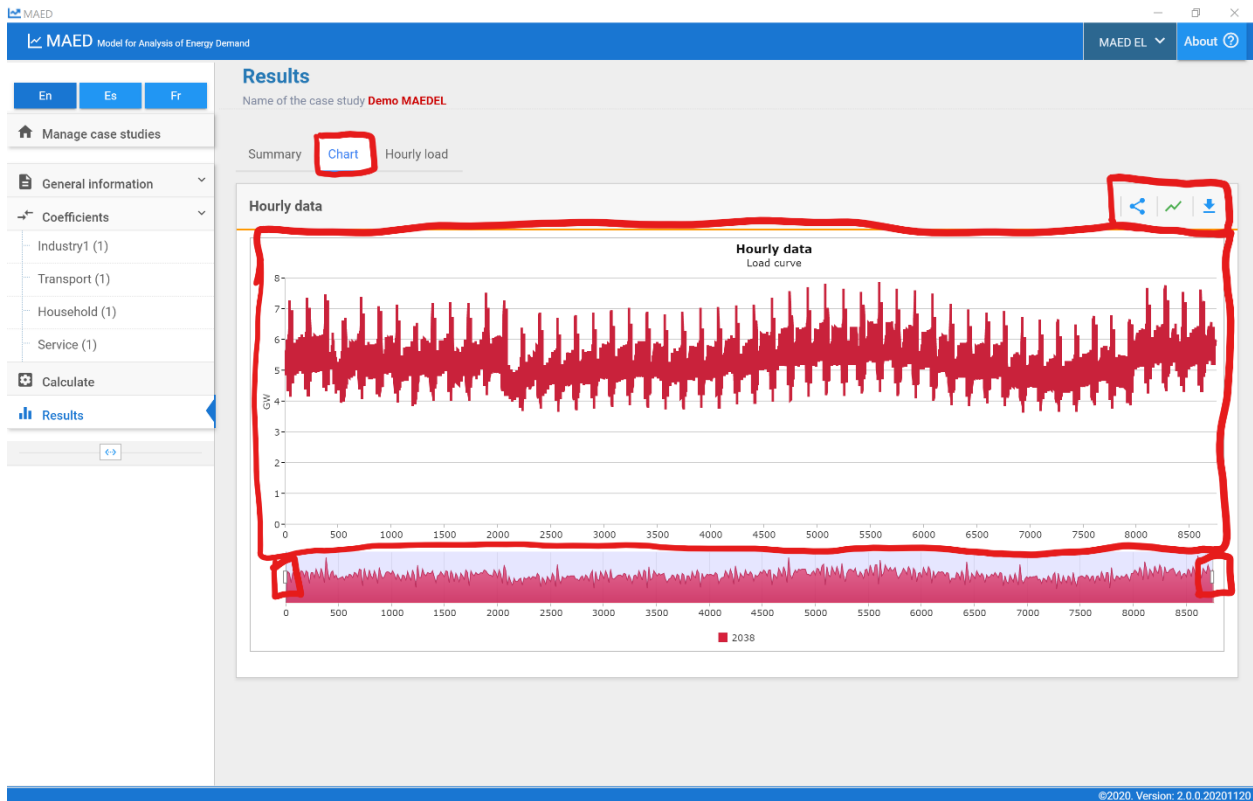 MAED
MAED Model for Analysis of Energy Demand
MAED EL
About
En Es Fr
Manage case studies
General information
Coefficients
Industry1 (1)
Transport (1)
Household (1)
Service (1)
Calculate
Results
Results
Name of the case study Demo MAEDEL
Summary Chart Hourly load
Hourly data
Hourly data
Load curve
8
7
6
5
4
3
2
1
0
GW
0 500 1000 1500 2000 2500 3000 3500 4000 4500 5000 5500 6000 6500 7000 7500 8000 8500
0 500 1000 1500 2000 2500 3000 3500 4000 4500 5000 5500 6000 6500 7000 7500 8000 8500
2038
©2020. Version: 2.0.0.20201120